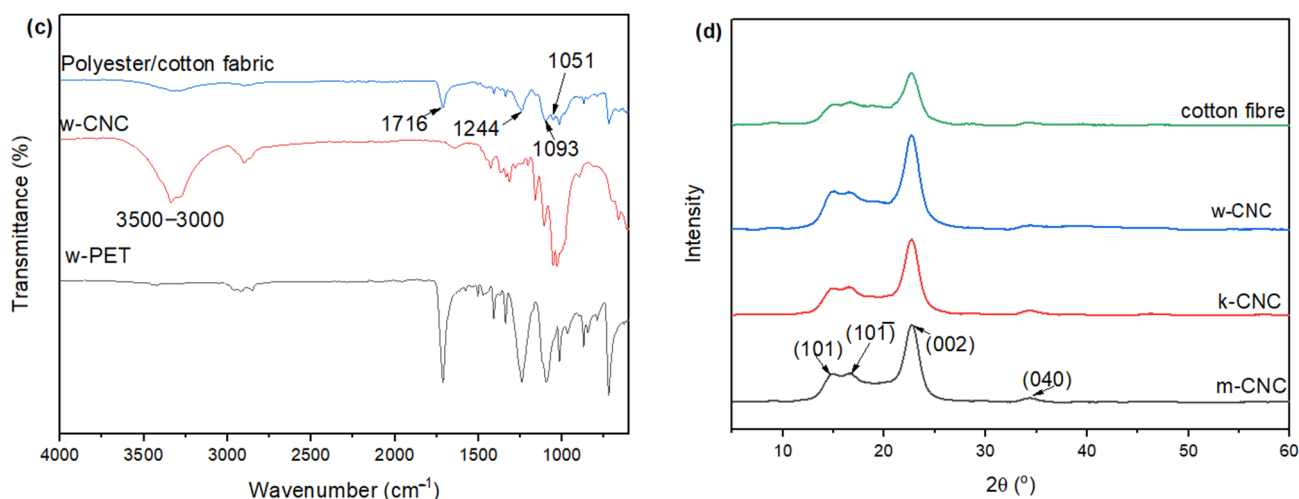 (c)
Polyester/cotton fabric
1051
1716
1244
1093
w-CNC
3500–3000
w-PET
Transmittance (%)
4000 3500 3000 2500 2000 1500 1000
Wavenumber (cm⁻¹)
(d)
cotton fibre
w-CNC
k-CNC
(101)
(101̅)
(002)
(040)
m-CNC
Intensity
10 20 30 40 50 60
2θ (°)